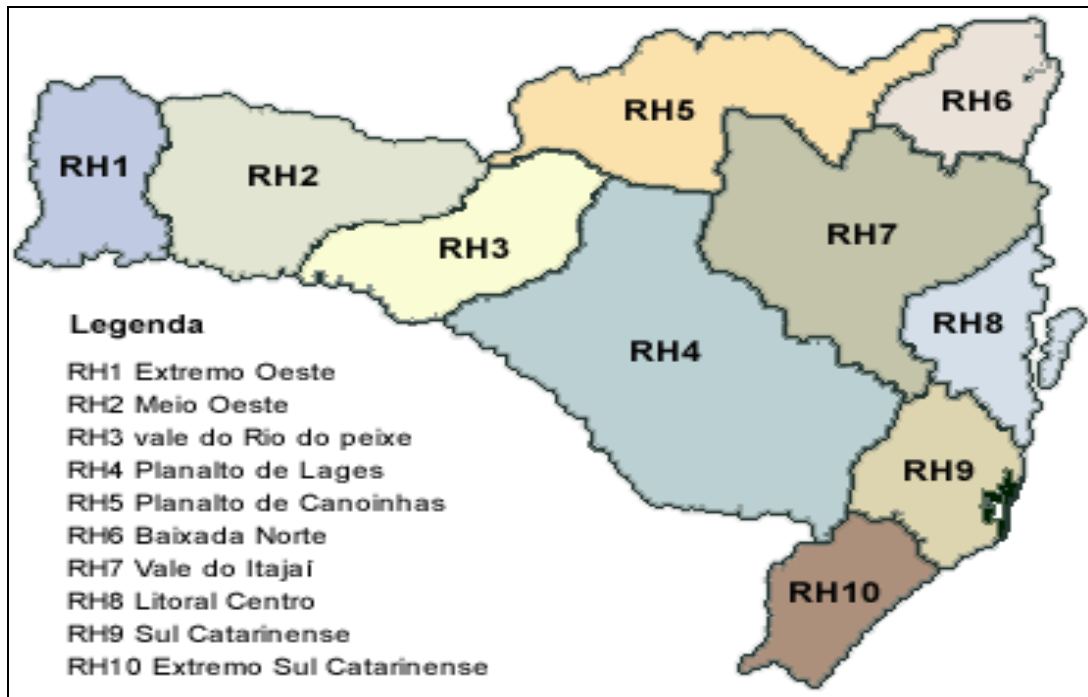 RH6
RH5
RH1
RH2
RH7
RH3
RH8
RH4
RH9
RH10
Legenda
RH1 Extremo Oeste
RH2 Meio Oeste
RH3 vale do Rio do peixe
RH4 Planalto de Lages
RH5 Planalto de Canoinhas
RH6 Baixada Norte
RH7 Vale do Itajaí
RH8 Litoral Centro
RH9 Sul Catarinense
RH10 Extremo Sul Catarinense